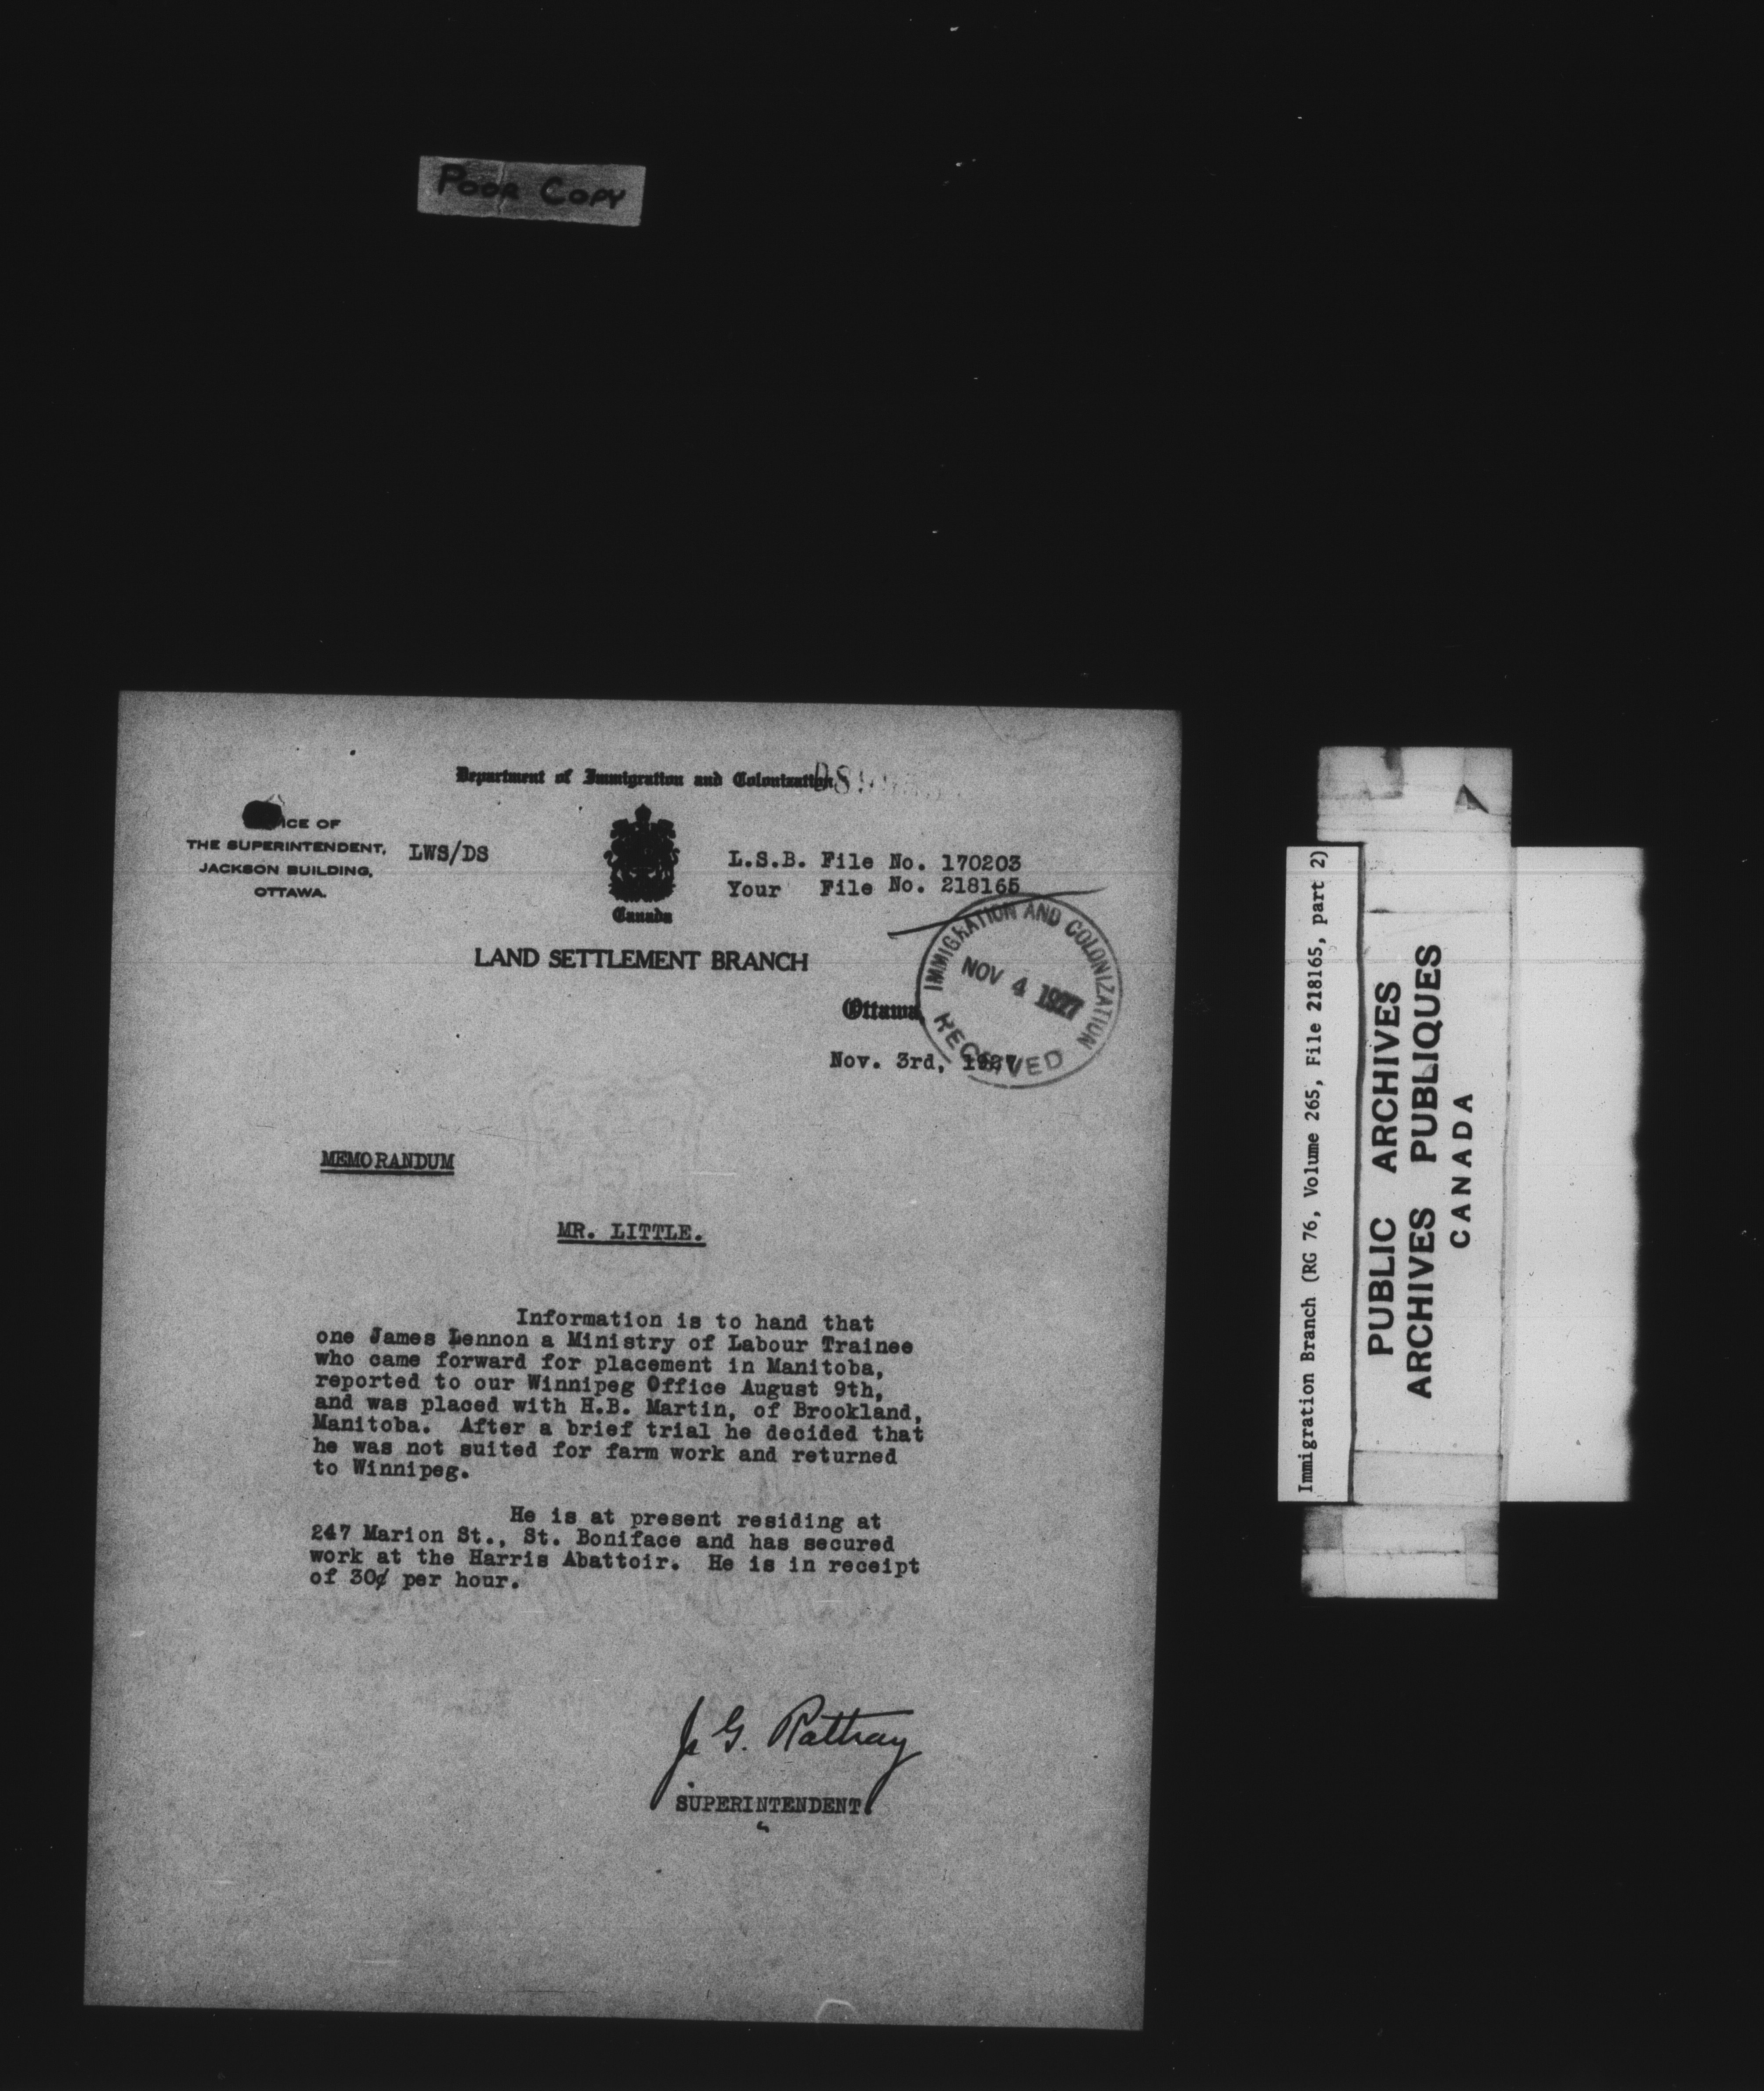 POOR COPY
Department of Immigration and Colonization
ICE OF
THE SUPERINTENDENT,
JACKSON BUILDING,
OTTAWA.
LWS/DS
Canada
L.S.B. File No. 170203
Your File No. 218165
LAND SETTLEMENT BRANCH
IMMIGRATION AND COLONIZATION
NOV 4 1927
RECEIVED
Ottawa,
Nov. 3rd, 1927
MEMORANDUM
MR. LITTLE.
Information is to hand that
one James Lennon a Ministry of Labour Trainee
who came forward for placement in Manitoba,
reported to our Winnipeg Office August 9th,
and was placed with H.B. Martin, of Brookland,
Manitoba. After a brief trial he decided that
he was not suited for farm work and returned
to Winnipeg.
He is at present residing at
247 Marion St., St. Boniface and has secured
work at the Harris Abattoir. He is in receipt
of 30¢ per hour.
J. G. Rattray
SUPERINTENDENT.
Immigration Branch (RG 76, Volume 265, File 218165, part 2)
PUBLIC ARCHIVES
ARCHIVES PUBLIQUES
CANADA